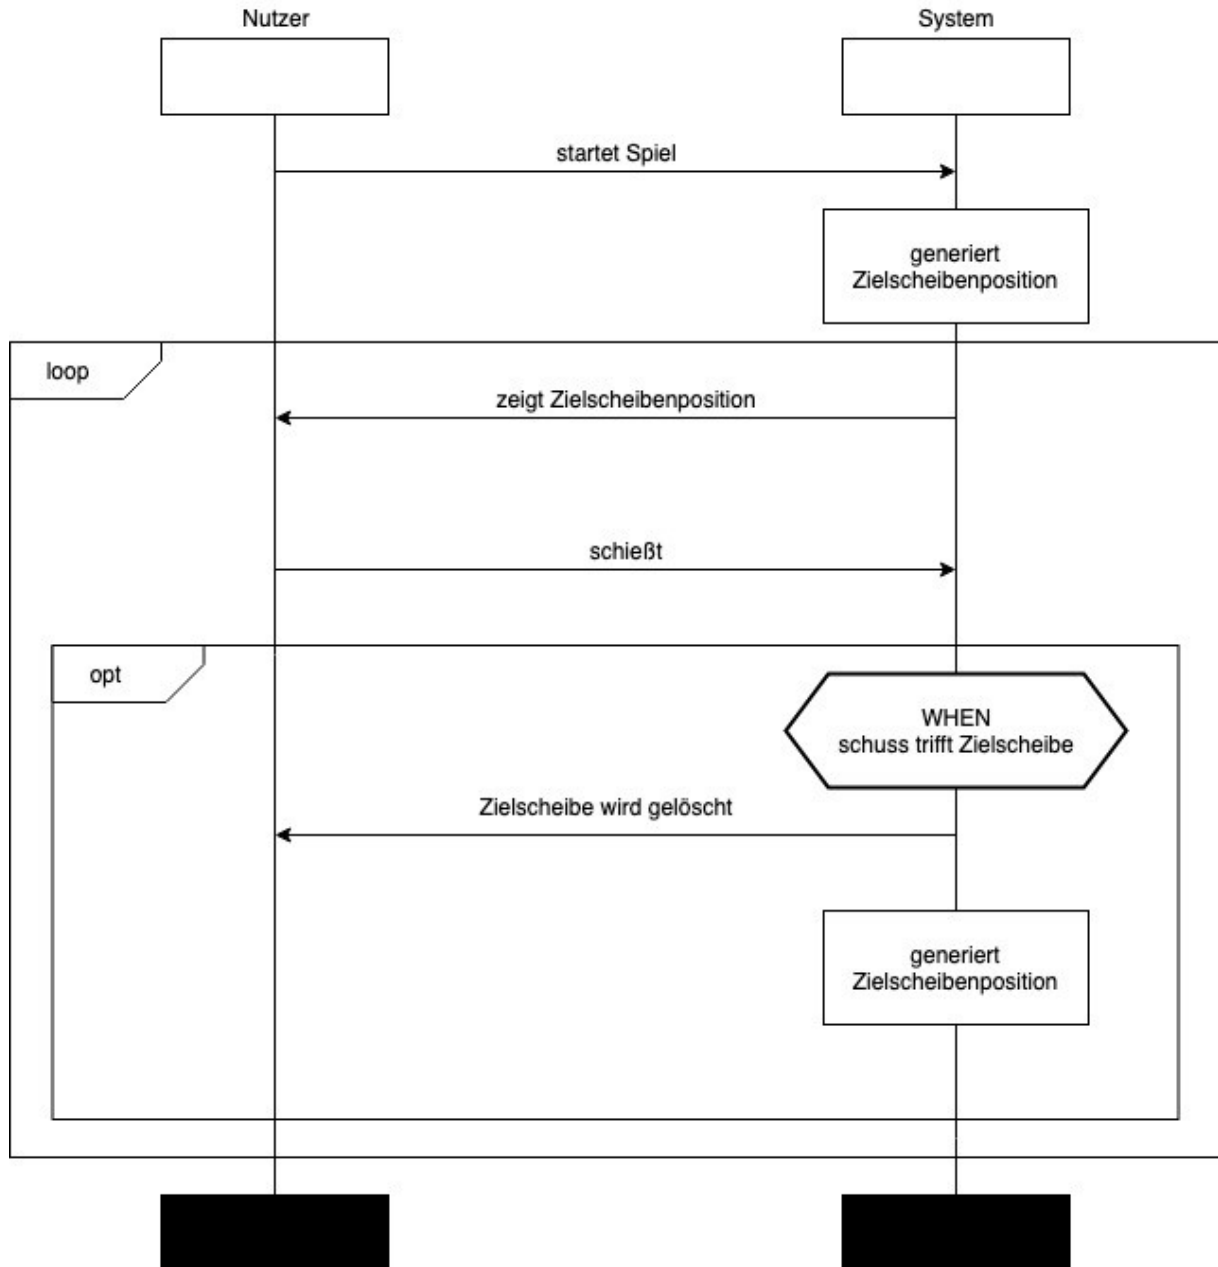 Nutzer
System
startet Spiel
generiert
Zielscheibenposition
loop
zeigt Zielscheibenposition
schießt
opt
WHEN
schuss trifft Zielscheibe
Zielscheibe wird gelöscht
generiert
Zielscheibenposition